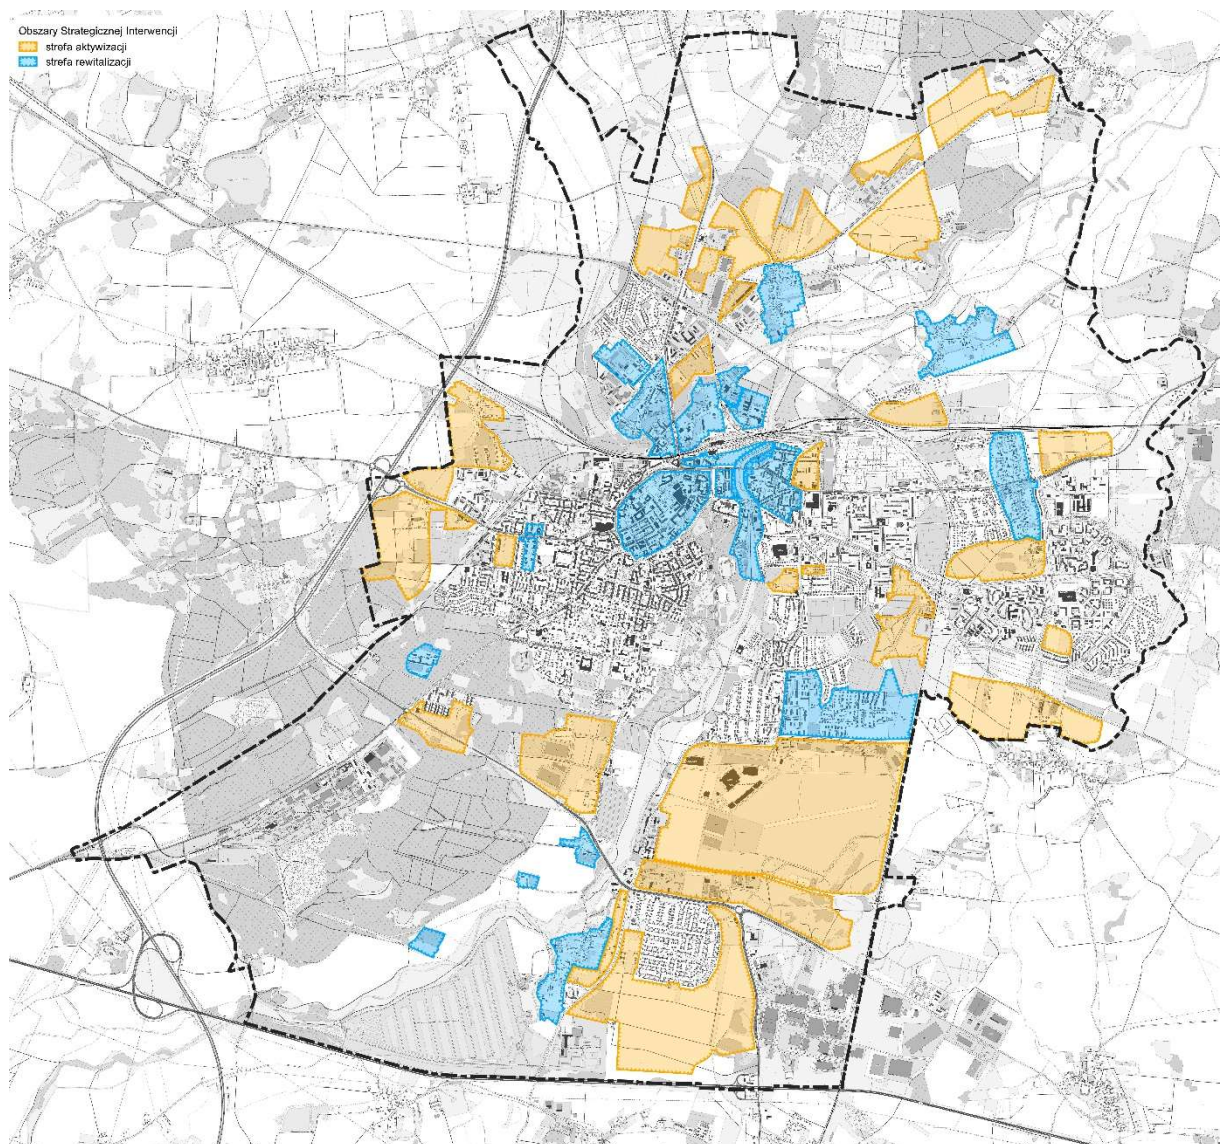 Obszary Strategicznej Interwencji
strefa aktywizacji
strefa rewitalizacji